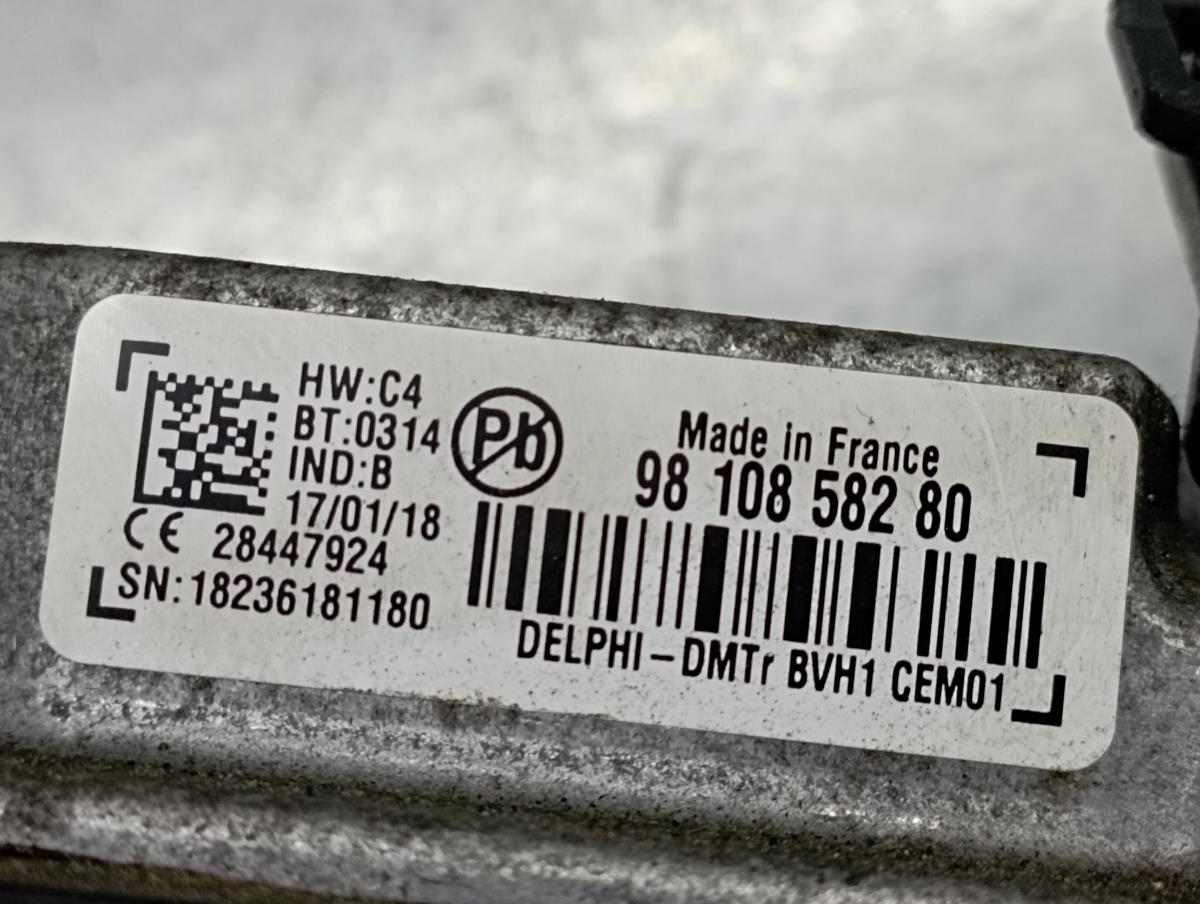 HW:C4
BT:0314
IND:B
17/01/18
CE 28447924
SN:18236181180
Pb
Made in France
98 108 582 80
DELPHI-DMTr BVH1 CEM01